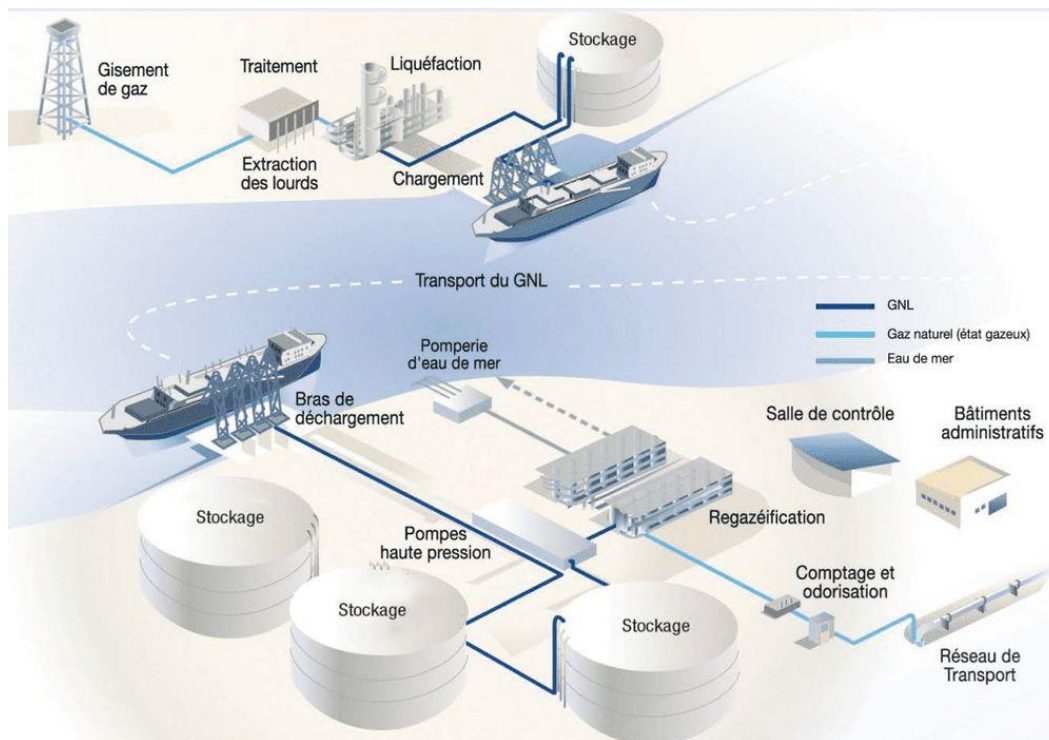 Gisement
de gaz
Traitement
Extraction
des lourds
Liquéfaction
Stockage
Chargement
Transport du GNL
GNL
Gaz naturel (état gazeux)
Eau de mer
Pomperie
d'eau de mer
Bras de
déchargement
Salle de contrôle
Bâtiments
administratifs
Stockage
Pompes
haute pression
Regazéification
Stockage
Stockage
Comptage et
odorisation
Réseau de
Transport